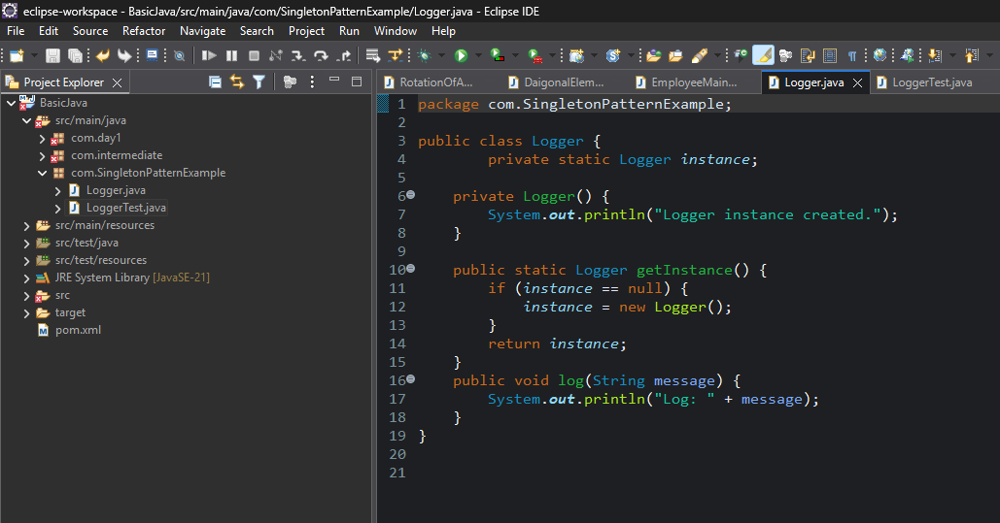 eclipse-workspace - BasicJava/src/main/java/com/SingletonPatternExample/Logger.java - Eclipse IDE
File Edit Source Refactor Navigate Search Project Run Window Help
Project Explorer
RotationOfA... DaigonalElem... EmployeeMain... Logger.java LoggerTest.java
BasicJava
src/main/java
com.day1
com.intermediate
com.SingletonPatternExample
Logger.java
LoggerTest.java
src/main/resources
src/test/java
src/test/resources
JRE System Library [JavaSE-21]
src
target
pom.xml
1 package com.SingletonPatternExample;
2
3 public class Logger {
4 private static Logger instance;
5
6 private Logger() {
7 System.out.println("Logger instance created.");
8 }
9
10 public static Logger getInstance() {
11 if (instance == null) {
12 instance = new Logger();
13 }
14 return instance;
15 }
16 public void log(String message) {
17 System.out.println("Log: " + message);
18 }
19 }
20
21